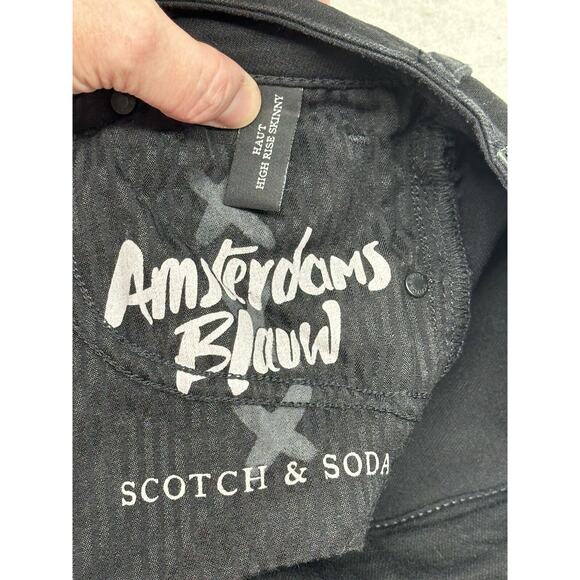 HAUT
HIGH RISE SKINNY
Amsterdams
Blauw
SCOTCH & SODA